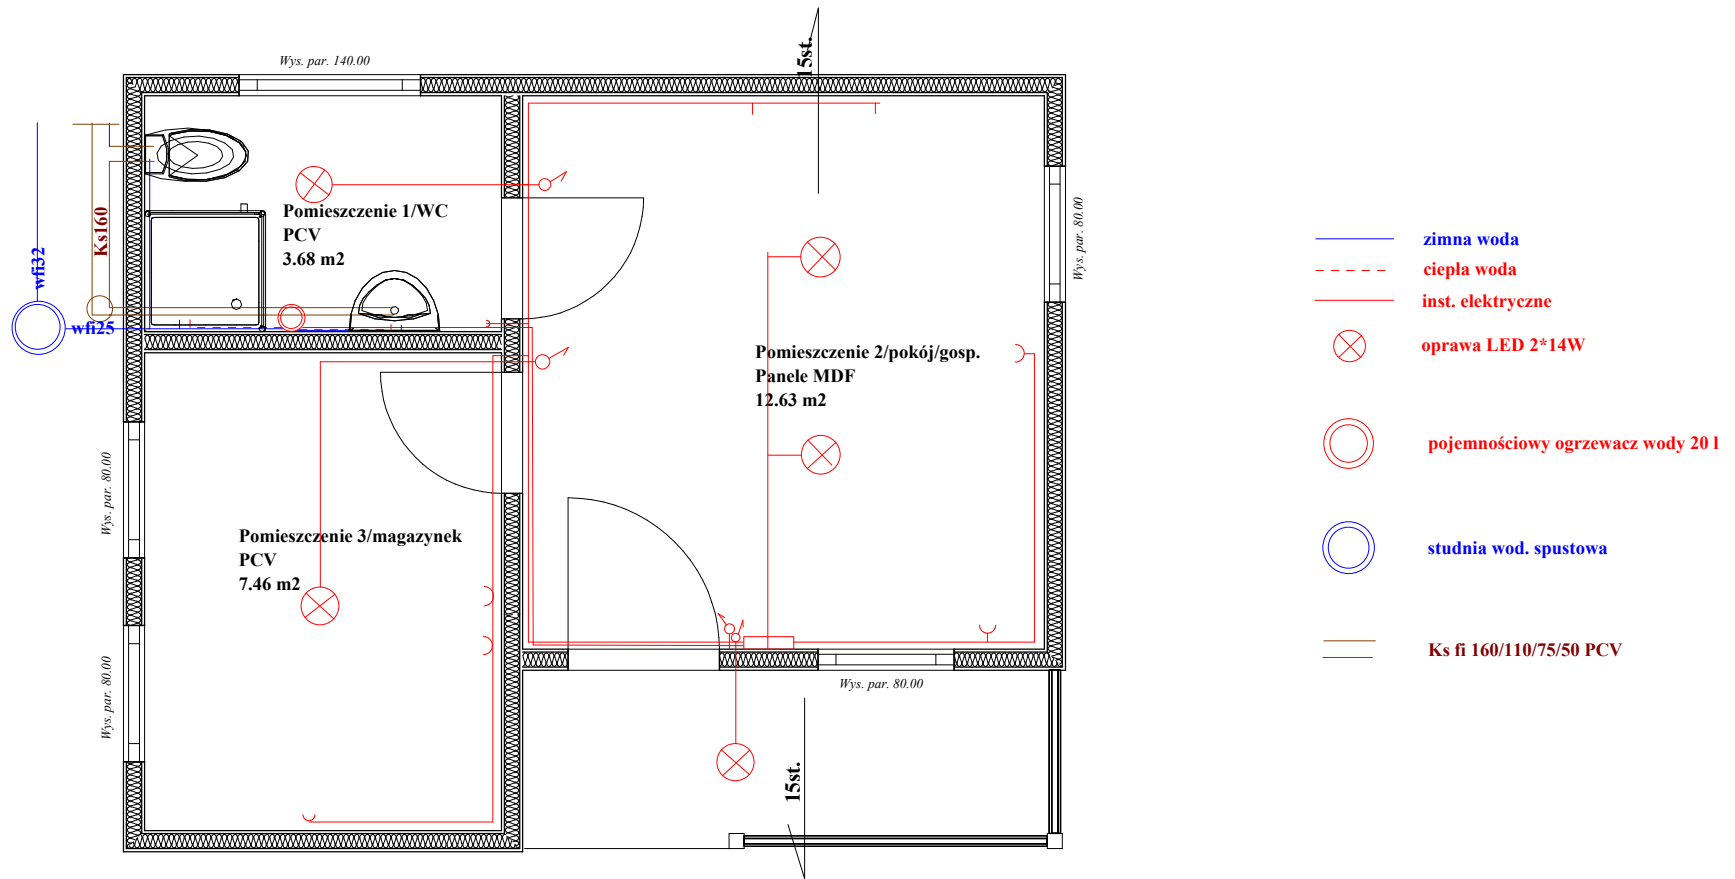 Wys. par. 140.00
15st.
Pomieszczenie 1/WC
PCV
3.68 m2
Ks160
wfi32
wfi25
Wys. par. 80.00
Pomieszczenie 2/pokój/gosp.
Panele MDF
12.63 m2
Wys. par. 80.00
Pomieszczenie 3/magazynek
PCV
7.46 m2
Wys. par. 80.00
Wys. par. 80.00
15st.
zimna woda
ciepła woda
inst. elektryczne
oprawa LED 2*14W
pojemnościowy ogrzewacz wody 20 l
studnia wod. spustowa
Ks fi 160/110/75/50 PCV